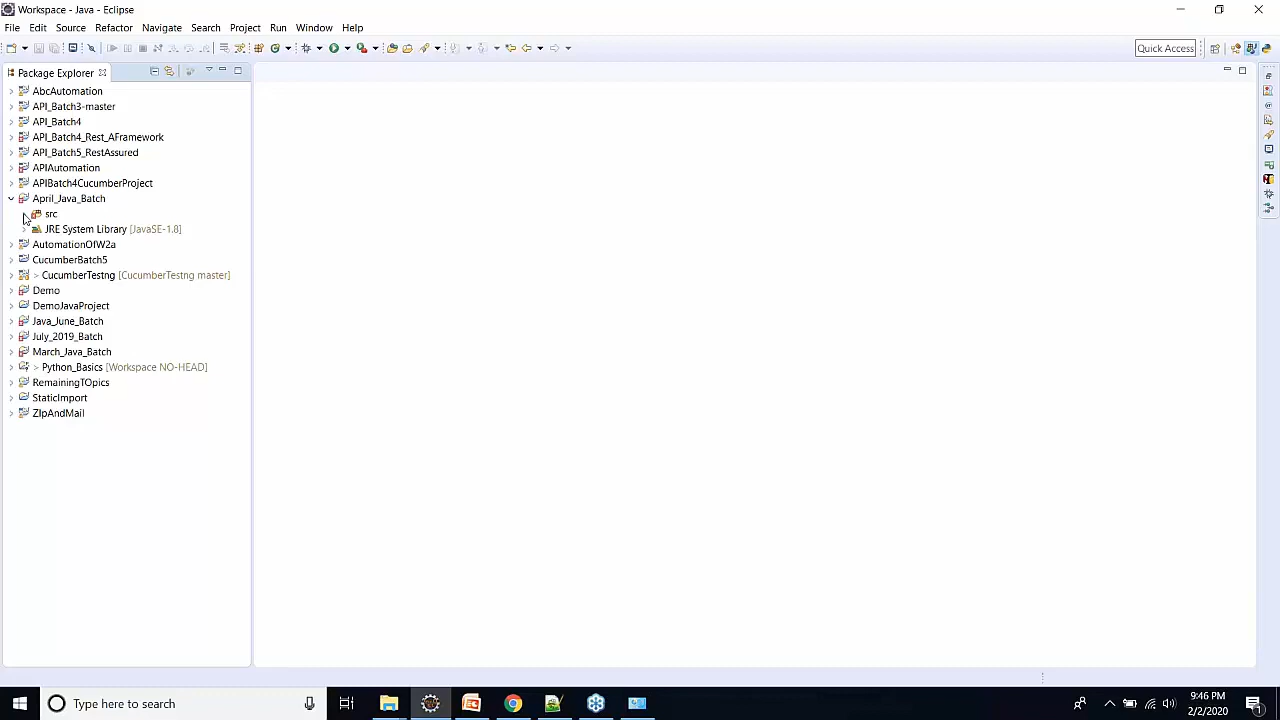 Workspace - Java - Eclipse
File Edit Source Refactor Navigate Search Project Run Window Help
Quick Access
Package Explorer
AbcAutomation
API_Batch3-master
API_Batch4
API_Batch4_Rest_AFramework
API_Batch5_RestAssured
APIAutomation
APIBatch4CucumberProject
April_Java_Batch
src
JRE System Library [JavaSE-1.8]
AutomationOfW2a
CucumberBatch5
> CucumberTestng [CucumberTestng master]
Demo
DemoJavaProject
Java_June_Batch
July_2019_Batch
March_Java_Batch
> Python_Basics [Workspace NO-HEAD]
RemainingTOpics
StaticImport
ZIpAndMail
Type here to search
9:46 PM
2/2/2020
1